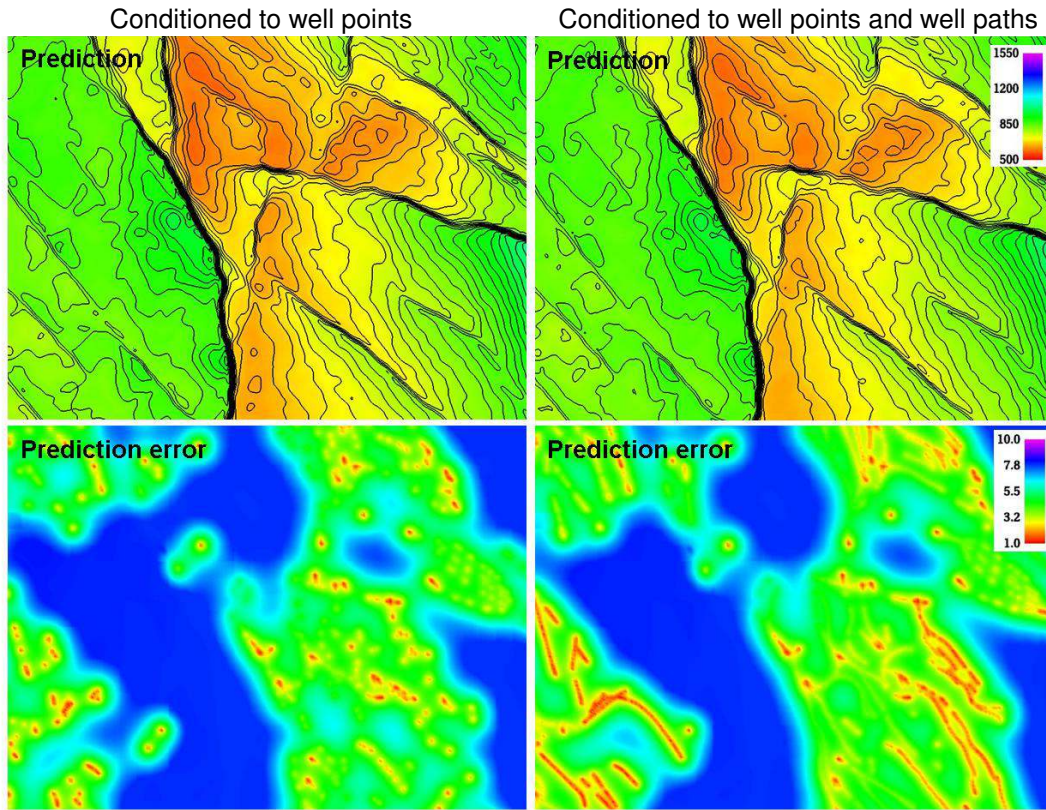 Conditioned to well points
Conditioned to well points and well paths
Prediction
Prediction
1550
1200
850
500
Prediction error
Prediction error
10.0
7.8
5.5
3.2
1.0